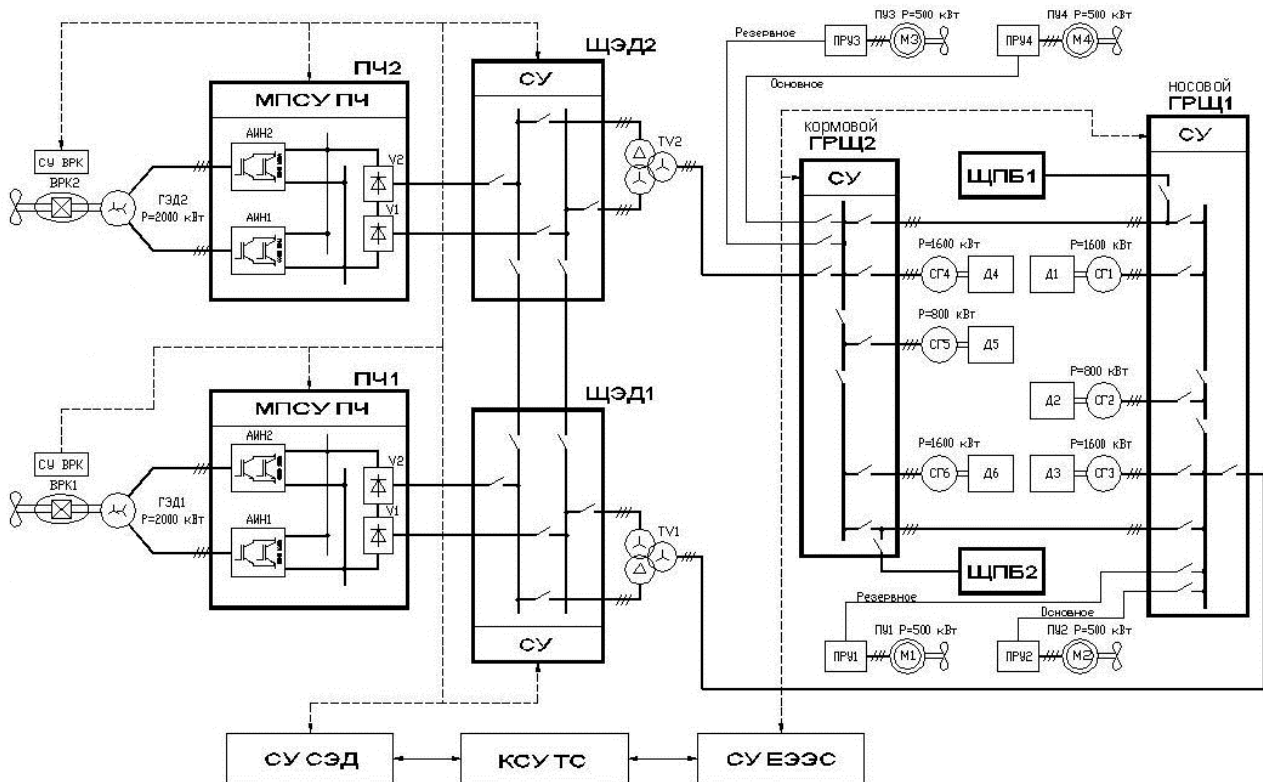 ПУ3 Р=500 кВт
ПУ4 Р=500 кВт
Резервное
ПРУ3
М3
ПРУ4
М4
ЩЭД2
СУ
Основное
НОСОВОЙ
ГРЩ1
СУ
ПЧ2
МПСУ ПЧ
КОРМОВОЙ
ГРЩ2
СУ
TV2
АИН2
V2
СУ ВРК
ВРК2
ЩПБ1
ГЭД2
Р=2000 кВт
АИН1
V1
Р=1600 кВт
Р=1600 кВт
СГ4
Д4
Д1
СГ1
Р=800 кВт
СГ5
Д5
ПЧ1
МПСУ ПЧ
ЩЭД1
Р=800 кВт
Д2
СГ2
АИН2
V2
СУ ВРК
ВРК1
Р=1600 кВт
Р=1600 кВт
СГ6
Д6
Д3
СГ3
ГЭД1
Р=2000 кВт
АИН1
V1
TV1
ЩПБ2
Резервное
Основное
СУ
ПУ1 Р=500 кВт
ПУ2 Р=500 кВт
ПРУ1
М1
ПРУ2
М2
СУ СЭД
КСУ ТС
СУ ЕЭЭС